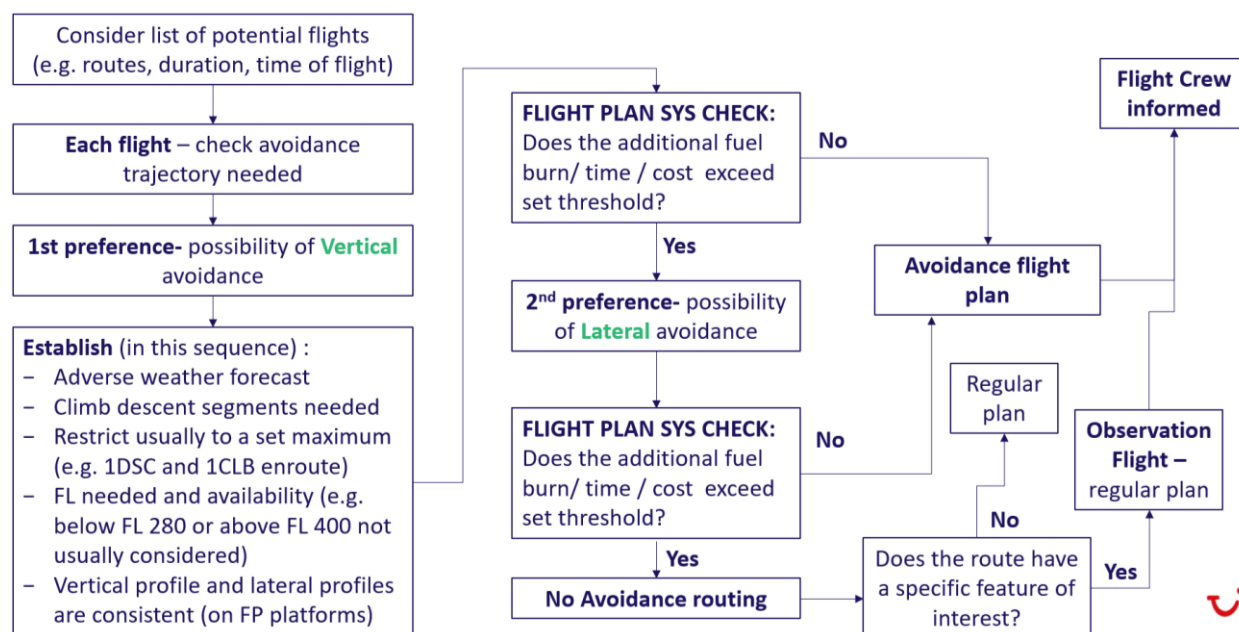 Consider list of potential flights
(e.g. routes, duration, time of flight)
Each flight – check avoidance
trajectory needed
1st preference- possibility of Vertical
avoidance
Establish (in this sequence) :
− Adverse weather forecast
− Climb descent segments needed
− Restrict usually to a set maximum
(e.g. 1DSC and 1CLB enroute)
− FL needed and availability (e.g.
below FL 280 or above FL 400 not
usually considered)
− Vertical profile and lateral profiles
are consistent (on FP platforms)
FLIGHT PLAN SYS CHECK:
Does the additional fuel
burn/ time / cost exceed
set threshold?
No
Yes
2nd preference- possibility
of Lateral avoidance
FLIGHT PLAN SYS CHECK:
Does the additional fuel
burn/ time / cost exceed
set threshold?
No
Yes
No Avoidance routing
Avoidance flight
plan
Flight Crew
informed
Regular
plan
Observation
Flight –
regular plan
No
Does the route have
a specific feature of
interest?
Yes